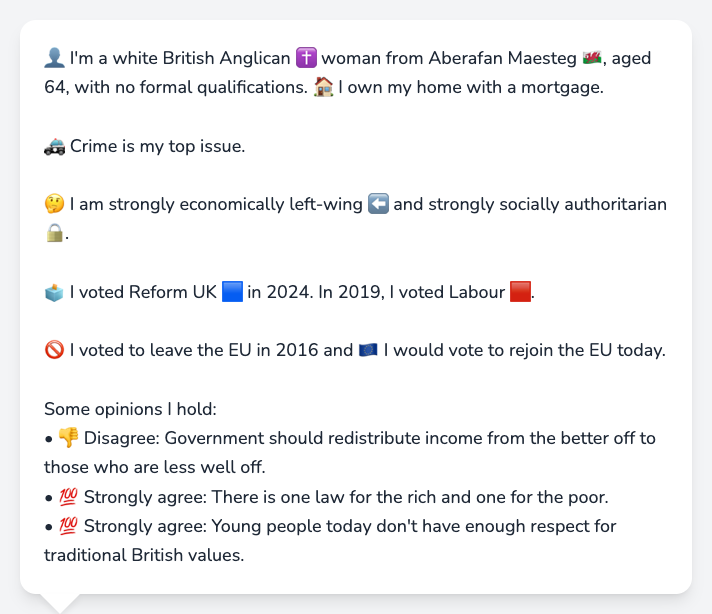 👤 I'm a white British Anglican ✝️ woman from Aberafan Maesteg 🏴󠁧󠁢󠁷󠁬󠁳󠁿, aged
64, with no formal qualifications. 🏠 I own my home with a mortgage.
🚓 Crime is my top issue.
🤔 I am strongly economically left-wing ⬅️ and strongly socially authoritarian
🔒.
🗳️ I voted Reform UK 🟦 in 2024. In 2019, I voted Labour 🟥.
🚫 I voted to leave the EU in 2016 and 🇪🇺 I would vote to rejoin the EU today.
Some opinions I hold:
• 👎 Disagree: Government should redistribute income from the better off to
those who are less well off.
• 💯 Strongly agree: There is one law for the rich and one for the poor.
• 💯 Strongly agree: Young people today don't have enough respect for
traditional British values.